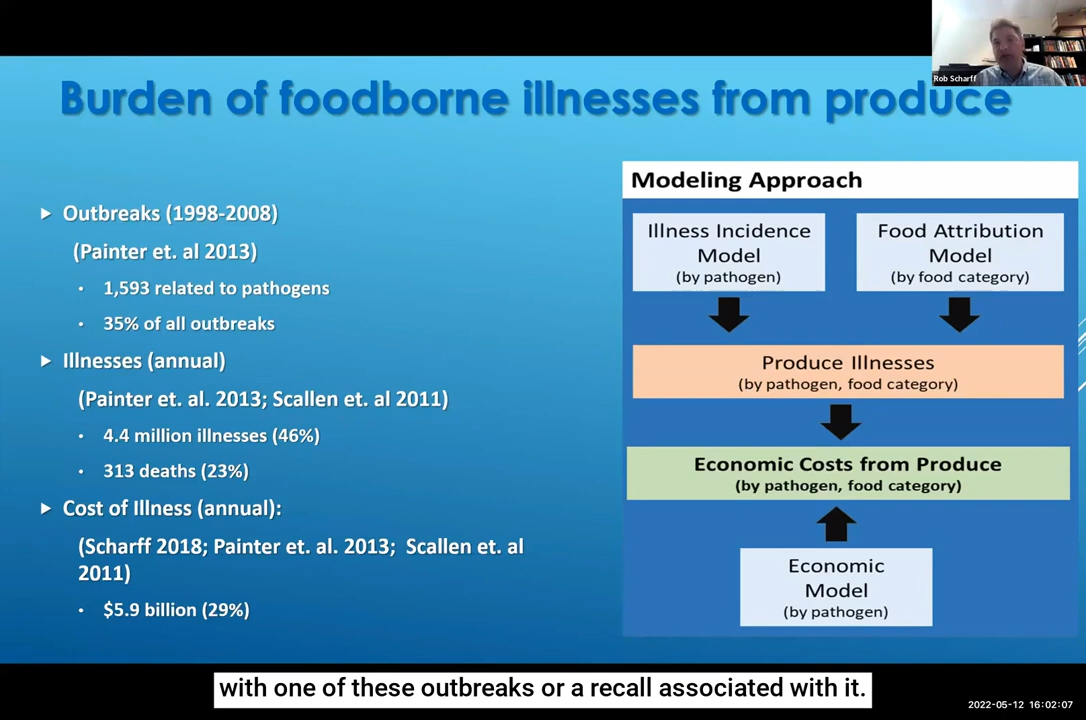 Rob Scharff
Burden of foodborne illnesses from produce
Outbreaks (1998-2008)
(Painter et. al 2013)
1,593 related to pathogens
35% of all outbreaks
Illnesses (annual)
(Painter et. al. 2013; Scallen et. al 2011)
4.4 million illnesses (46%)
313 deaths (23%)
Cost of Illness (annual):
(Scharff 2018; Painter et. al. 2013; Scallen et. al
2011)
$5.9 billion (29%)
Modeling Approach
Illness Incidence
Model
(by pathogen)
Food Attribution
Model
(by food category)
Produce Illnesses
(by pathogen, food category)
Economic Costs from Produce
(by pathogen, food category)
Economic
Model
(by pathogen)
with one of these outbreaks or a recall associated with it.
2022-05-12 16:02:07